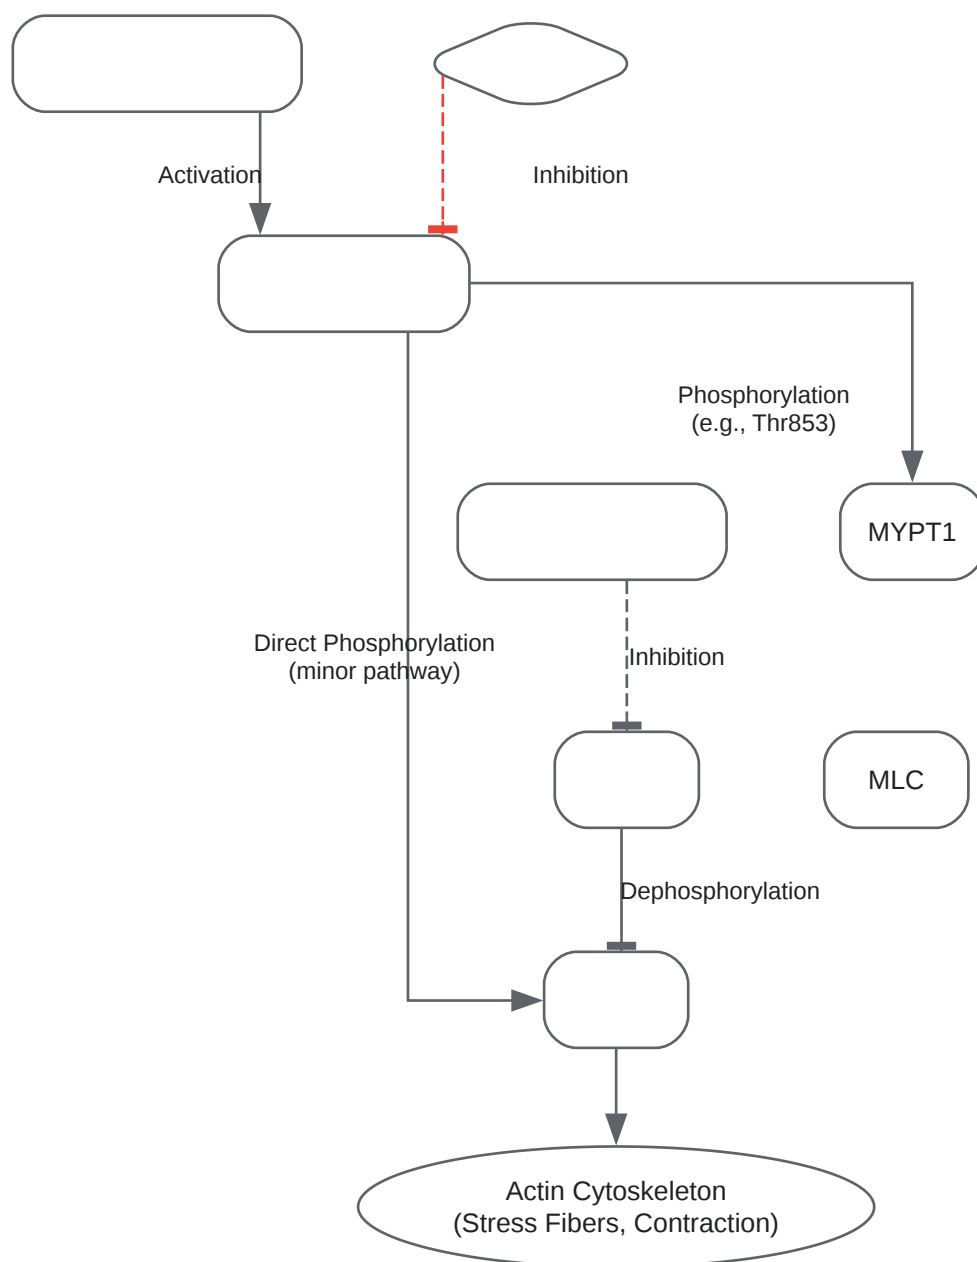 Activation
Inhibition
Phosphorylation
(e.g., Thr853)
MYPT1
Direct Phosphorylation
(minor pathway)
Inhibition
MLC
Dephosphorylation
Actin Cytoskeleton
(Stress Fibers, Contraction)